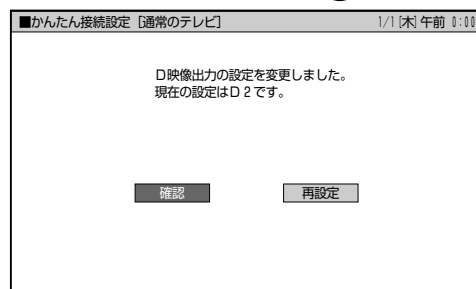 ■かんたん接続設定［通常のテレビ］ 1/1[木]午前 0:00
D映像出力の設定を変更しました。
現在の設定はD2です。
確認 再設定